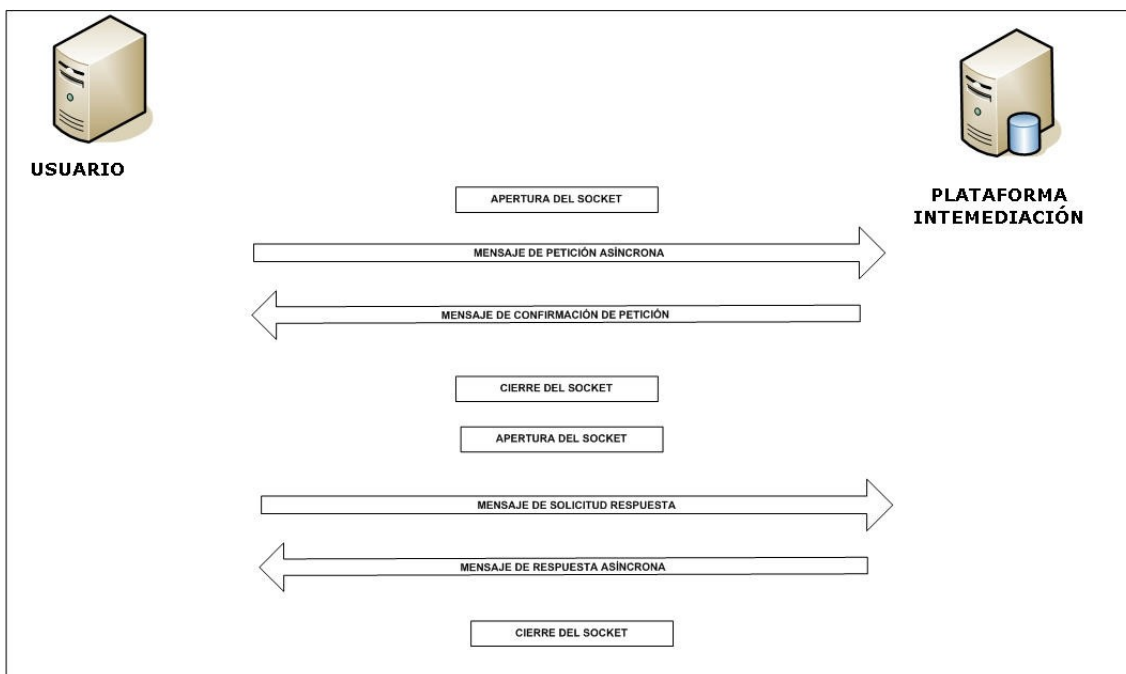 USUARIO
PLATAFORMA
INTEMEDIACIÓN
APERTURA DEL SOCKET
MENSAJE DE PETICIÓN ASÍNCRONA
MENSAJE DE CONFIRMACIÓN DE PETICIÓN
CIERRE DEL SOCKET
APERTURA DEL SOCKET
MENSAJE DE SOLICITUD RESPUESTA
MENSAJE DE RESPUESTA ASÍNCRONA
CIERRE DEL SOCKET